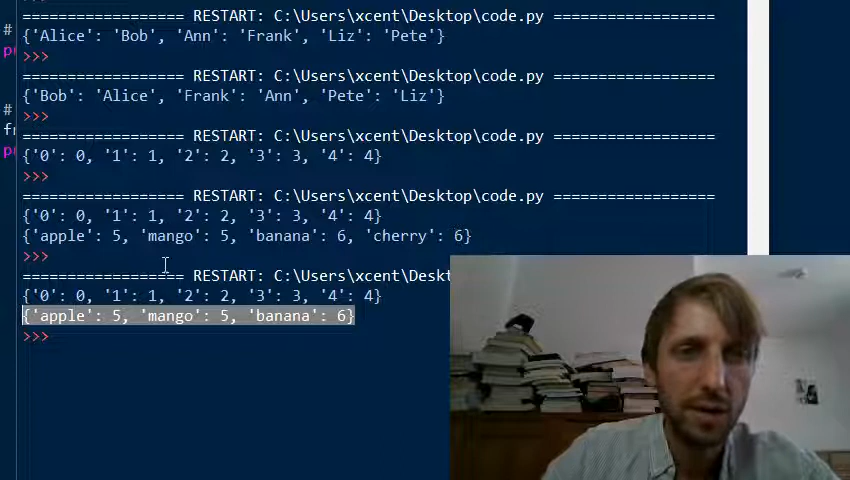 ================== RESTART: C:\Users\xcent\Desktop\code.py ==================
{'Alice': 'Bob', 'Ann': 'Frank', 'Liz': 'Pete'}
#
pr
>>>
================== RESTART: C:\Users\xcent\Desktop\code.py ==================
{'Bob': 'Alice', 'Frank': 'Ann', 'Pete': 'Liz'}
#
>>>
fr
================== RESTART: C:\Users\xcent\Desktop\code.py ==================
pr
{'0': 0, '1': 1, '2': 2, '3': 3, '4': 4}
>>>
================== RESTART: C:\Users\xcent\Desktop\code.py ==================
{'0': 0, '1': 1, '2': 2, '3': 3, '4': 4}
{'apple': 5, 'mango': 5, 'banana': 6, 'cherry': 6}
>>>
================== RESTART: C:\Users\xcent\Deskt
{'0': 0, '1': 1, '2': 2, '3': 3, '4': 4}
{'apple': 5, 'mango': 5, 'banana': 6}
>>>